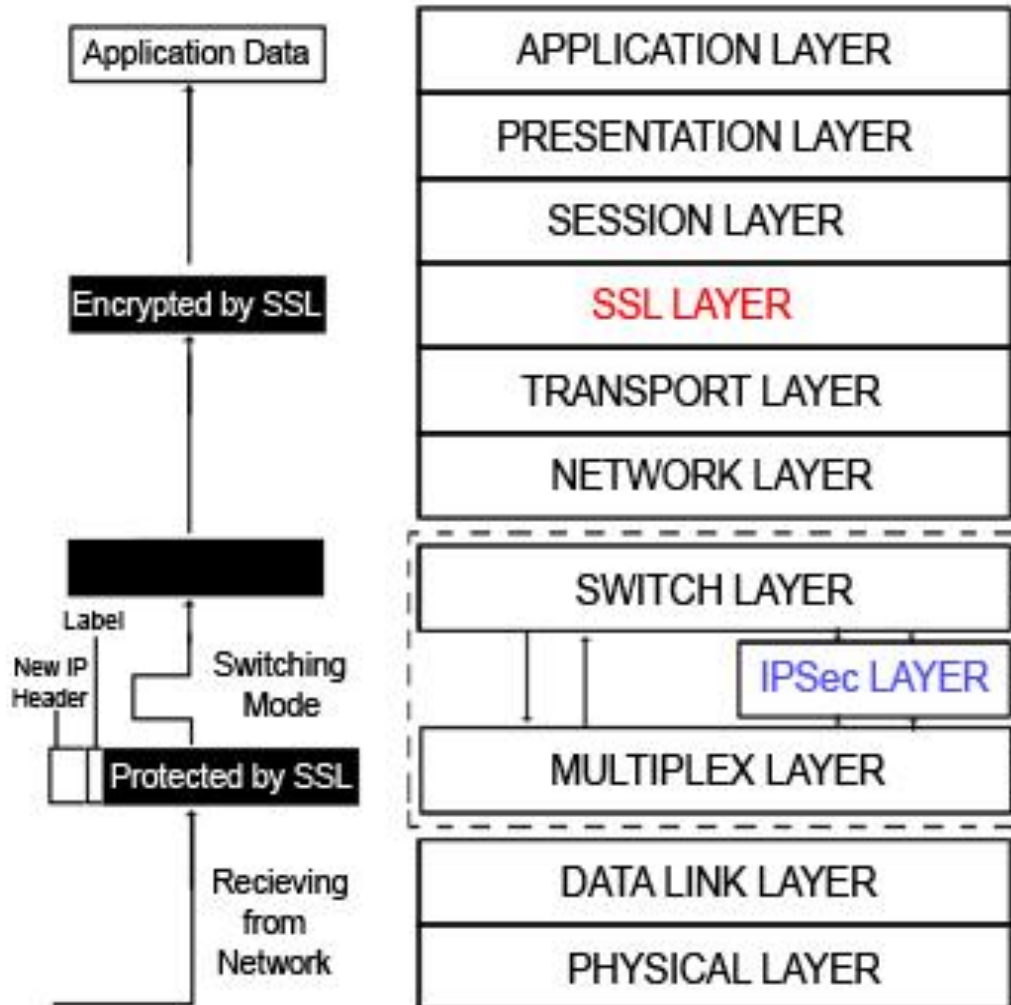 Application Data
APPLICATION LAYER
PRESENTATION LAYER
SESSION LAYER
Encrypted by SSL
SSL LAYER
TRANSPORT LAYER
NETWORK LAYER
SWITCH LAYER
Label
New IP
Header
Switching
Mode
IPSec LAYER
Protected by SSL
MULTIPLEX LAYER
Recieving
from
Network
DATA LINK LAYER
PHYSICAL LAYER